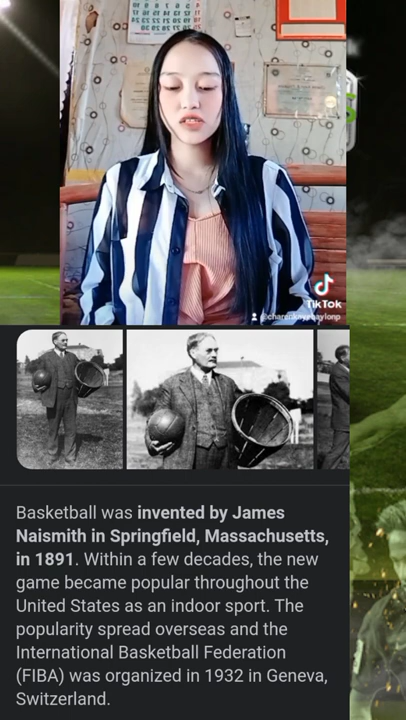 TikTok
Basketball was invented by James
Naismith in Springfield, Massachusetts,
in 1891. Within a few decades, the new
game became popular throughout the
United States as an indoor sport. The
popularity spread overseas and the
International Basketball Federation
(FIBA) was organized in 1932 in Geneva,
Switzerland.